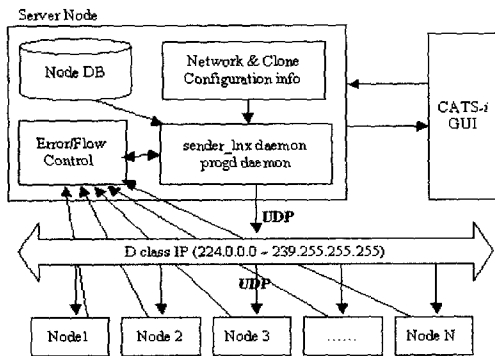 Server Node
Node DB
Network & Clone
Configuration info
CATS-i
GUI
Error/Flow
Control
sender_lnx daemon
progd daemon
UDP
D class IP (224.0.0.0 ~ 239.255.255.255)
UDP
Node1
Node 2
Node 3
......
Node N